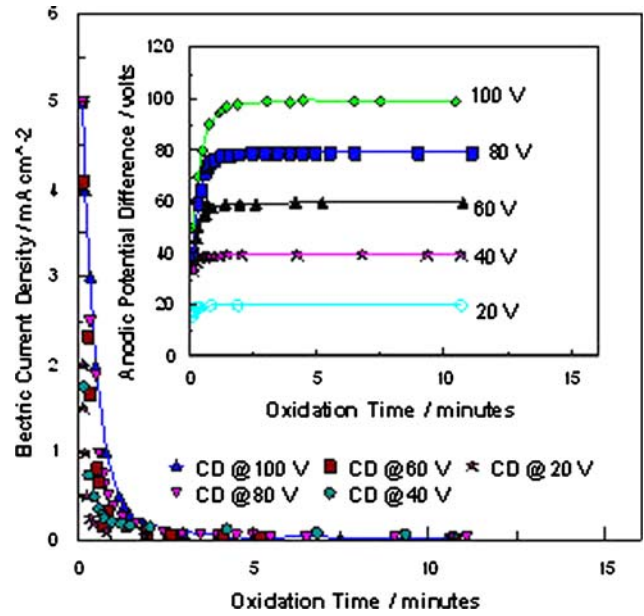 120
100
80
60
40
20
0
Anodic Potential Difference / volts
100 V
80 V
60 V
40 V
20 V
0 5 10 15
Oxidation Time / minutes
6
5
4
3
2
1
0
Bectric Current Density / mA cm^-2
CD @100 V CD @60 V CD @ 20 V
CD @80 V CD @40 V
0 5 10 15
Oxidation Time / minutes